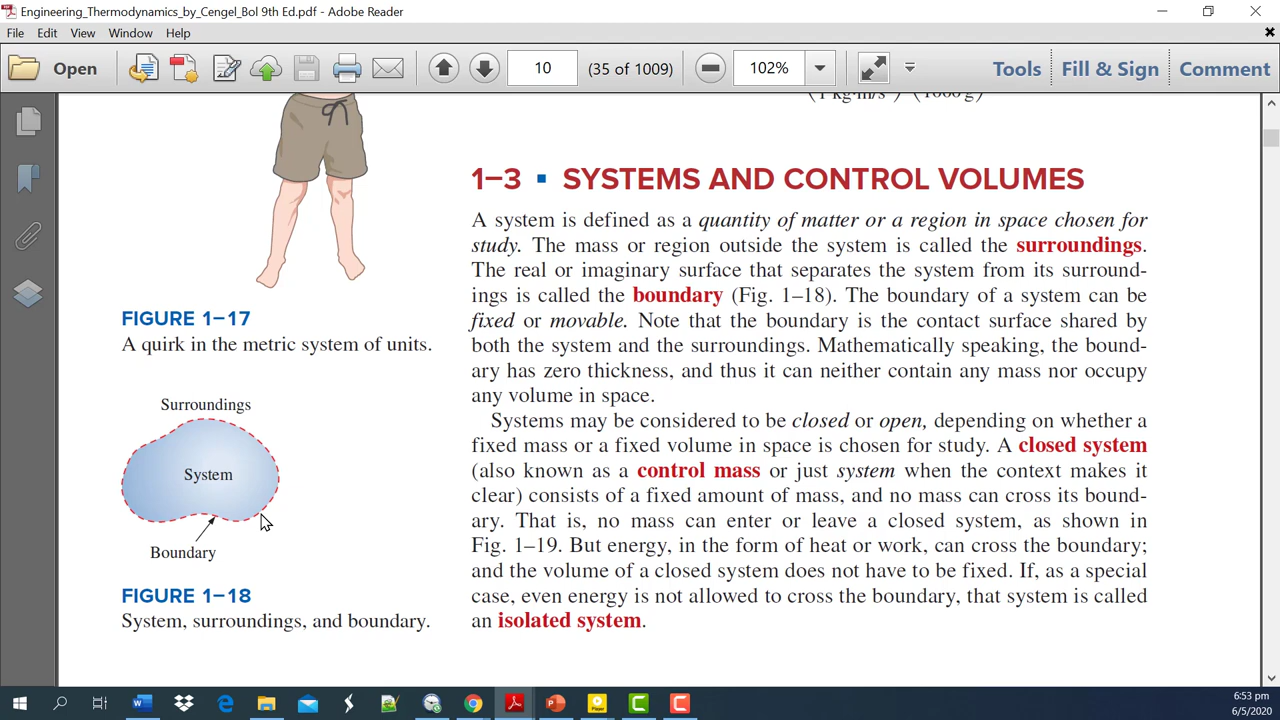 Engineering_Thermodynamics_by_Cengel_Bol 9th Ed.pdf - Adobe Reader
File Edit View Window Help
Open 10 (35 of 1009) 102% Tools Fill & Sign Comment
1–3 ▪ SYSTEMS AND CONTROL VOLUMES
A system is defined as a quantity of matter or a region in space chosen for
study. The mass or region outside the system is called the surroundings.
The real or imaginary surface that separates the system from its surround-
ings is called the boundary (Fig. 1–18). The boundary of a system can be
fixed or movable. Note that the boundary is the contact surface shared by
both the system and the surroundings. Mathematically speaking, the bound-
ary has zero thickness, and thus it can neither contain any mass nor occupy
any volume in space.
Systems may be considered to be closed or open, depending on whether a
fixed mass or a fixed volume in space is chosen for study. A closed system
(also known as a control mass or just system when the context makes it
clear) consists of a fixed amount of mass, and no mass can cross its bound-
ary. That is, no mass can enter or leave a closed system, as shown in
Fig. 1–19. But energy, in the form of heat or work, can cross the boundary;
and the volume of a closed system does not have to be fixed. If, as a special
case, even energy is not allowed to cross the boundary, that system is called
an isolated system.
FIGURE 1–17
A quirk in the metric system of units.
Surroundings
System
Boundary
FIGURE 1–18
System, surroundings, and boundary.
6:53 pm
6/5/2020